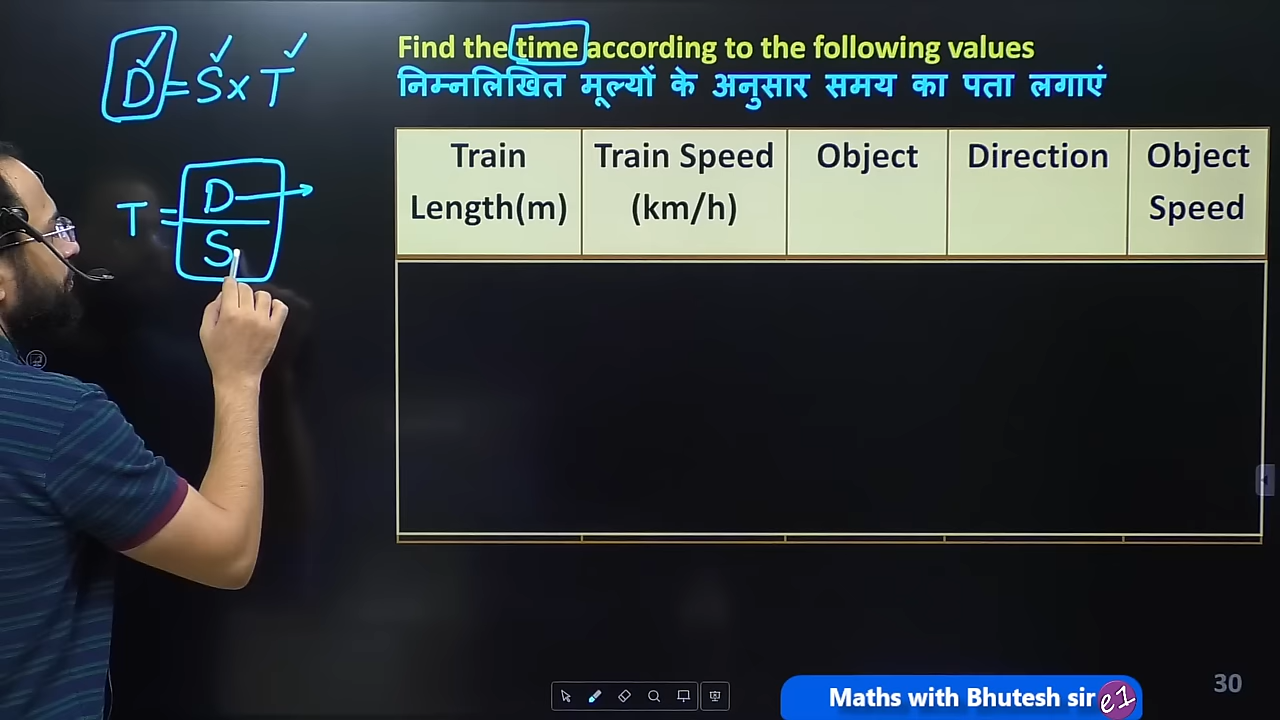 D = S x T
T = D
S
Find the time according to the following values
निम्नलिखित मूल्यों के अनुसार समय का पता लगाएं
Train Length(m)
Train Speed (km/h)
Object
Direction
Object Speed
Maths with Bhutesh sir e1
30